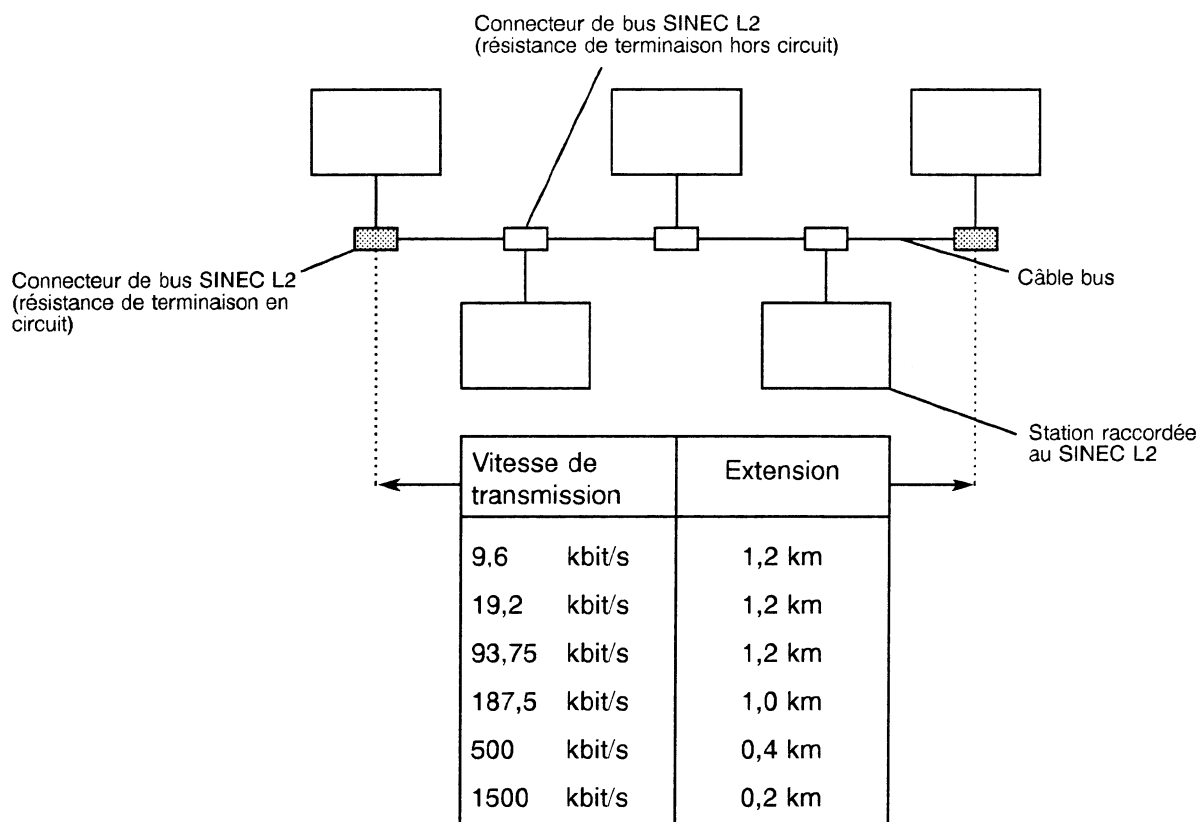 Connecteur de bus SINEC L2
(résistance de terminaison hors circuit)
Connecteur de bus SINEC L2
(résistance de terminaison en
circuit)
Câble bus
Station raccordée
au SINEC L2
Vitesse de
transmission
Extension
9,6 kbit/s 1,2 km
19,2 kbit/s 1,2 km
93,75 kbit/s 1,2 km
187,5 kbit/s 1,0 km
500 kbit/s 0,4 km
1500 kbit/s 0,2 km